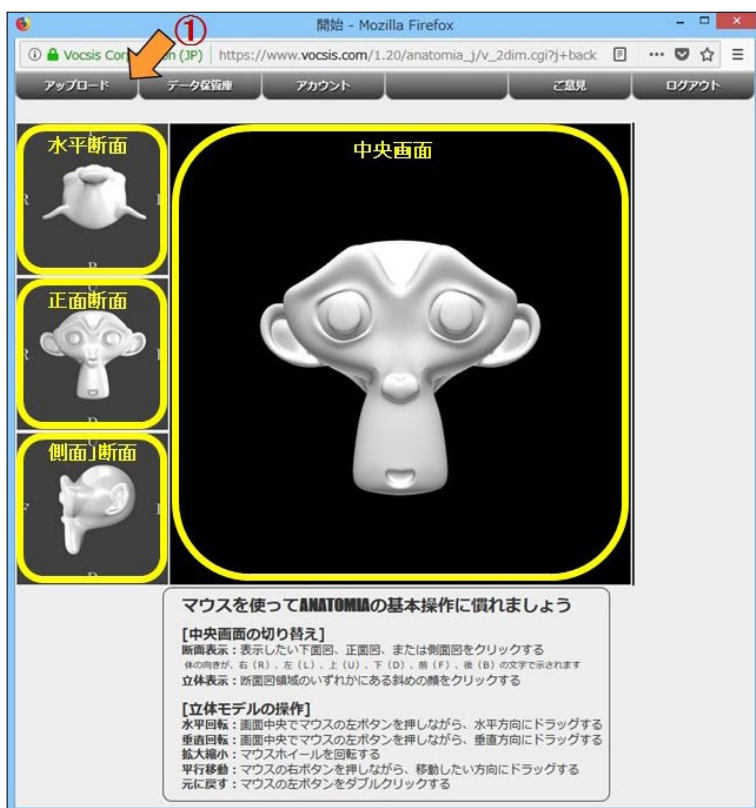 ①
開始 - Mozilla Firefox
Vocsis Cor on (JP) https://www.vocsis.com/1.20/anatomia_j/v_2dim.cgi?j+back
アップロード データ保管庫 アカウント ご意見 ログアウト
水平断面
R
中央画面
正面断面
R
D
側面断面
F
マウスを使ってANATOMIAの基本操作に慣れましょう
[中央画面の切り替え]
断面表示：表示したい下面図、正面図、または側面図をクリックする
体の向きが、右（R）、左（L）、上（U）、下（D）、前（F）、後（B）の文字で示されます
立体表示：断面図領域のいずれかにある斜めの顔をクリックする
[立体モデルの操作]
水平回転：画面中央でマウスの左ボタンを押しながら、水平方向にドラッグする
垂直回転：画面中央でマウスの左ボタンを押しながら、垂直方向にドラッグする
拡大縮小：マウスホイールを回転する
平行移動：マウスの右ボタンを押しながら、移動したい方向にドラッグする
元に戻す：マウスの左ボタンをダブルクリックする